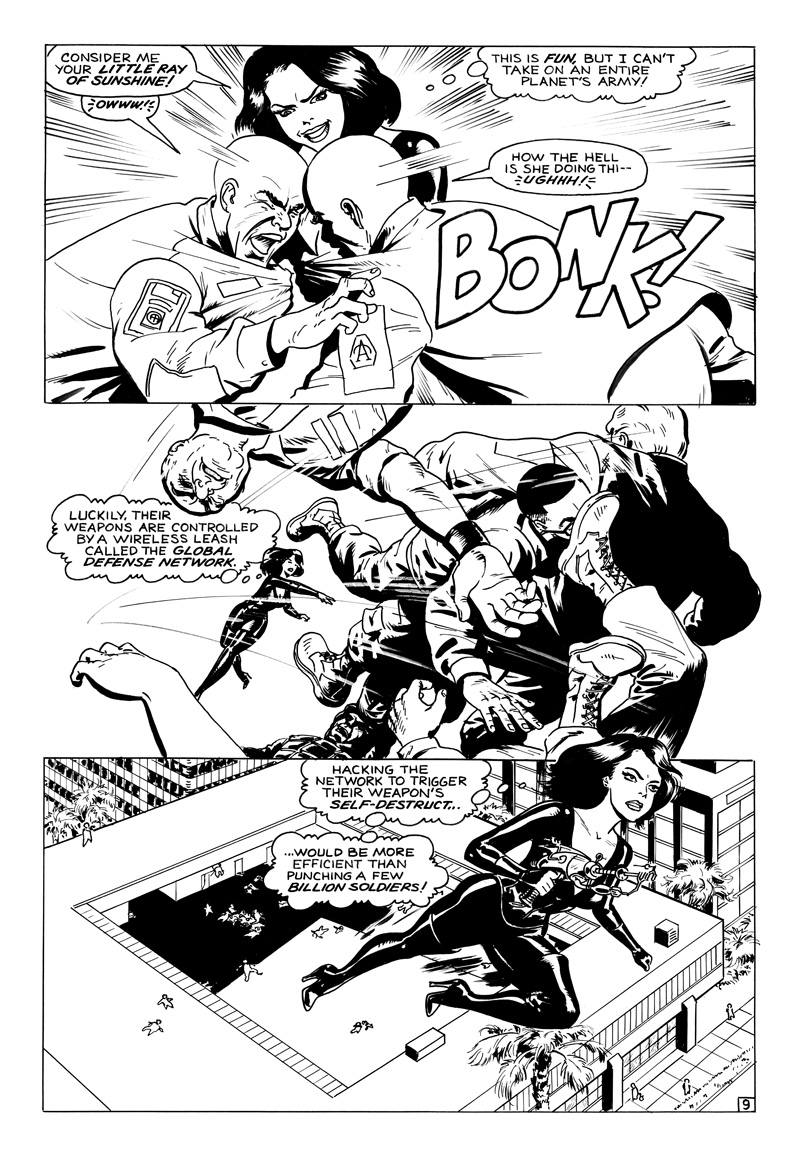 CONSIDER ME
YOUR LITTLE RAY
OF SUNSHINE!
OWWW!!
THIS IS FUN, BUT I CAN'T
TAKE ON AN ENTIRE
PLANET'S ARMY!
HOW THE HELL
IS SHE DOING THI--
UGHHH!
BONK!
A
A
LUCKILY, THEIR
WEAPONS ARE CONTROLLED
BY A WIRELESS LEASH
CALLED THE GLOBAL
DEFENSE NETWORK.
HACKING THE
NETWORK TO TRIGGER
THEIR WEAPON'S
SELF-DESTRUCT...
...WOULD BE MORE
EFFICIENT THAN
PUNCHING A FEW
BILLION SOLDIERS!
9